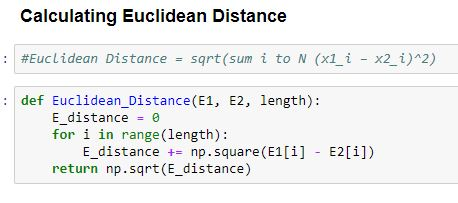 Calculating Euclidean Distance
: #Euclidean Distance = sqrt(sum i to N (x1_i – x2_i)^2)
: def Euclidean_Distance(E1, E2, length):
    E_distance = 0
    for i in range(length):
        E_distance += np.square(E1[i] - E2[i])
    return np.sqrt(E_distance)